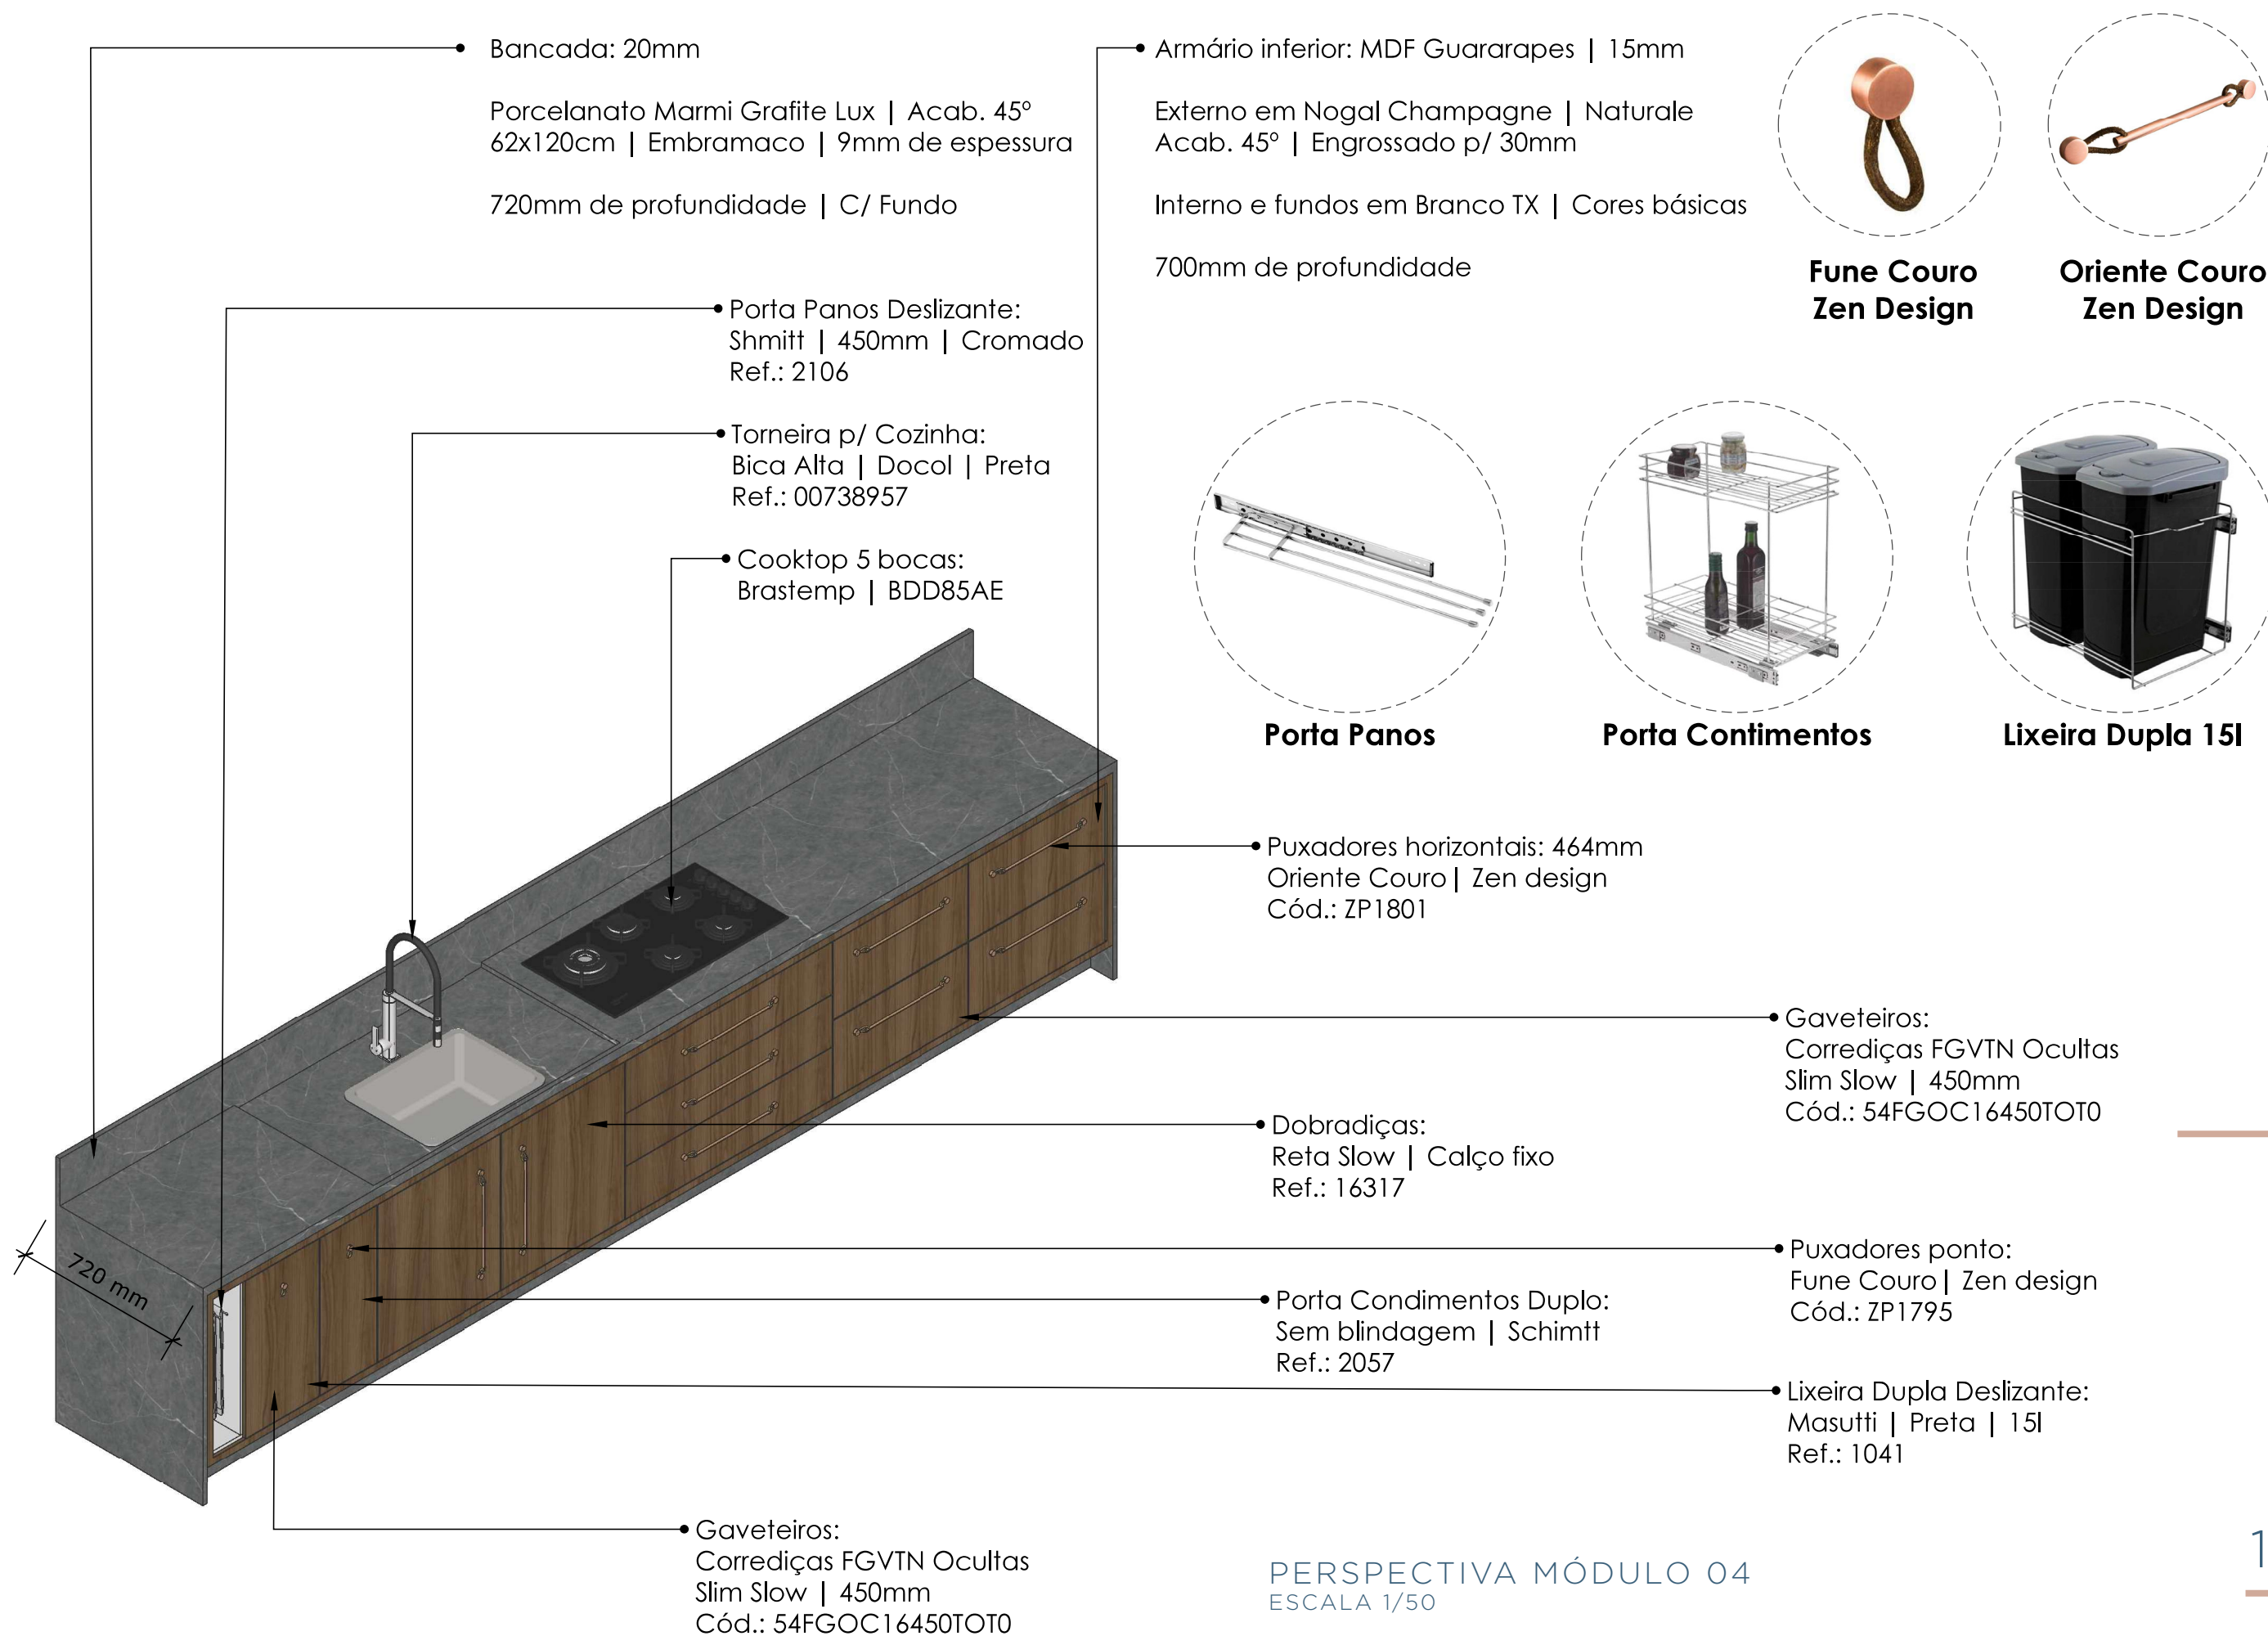 Bancada: 20mm
Porcelanato Marmi Grafite Lux | Acab. 45º
62x120cm | Embramaco | 9mm de espessura
720mm de profundidade | C/ Fundo
Armário inferior: MDF Guararapes | 15mm
Externo em Nogal Champagne | Naturale
Acab. 45º | Engrossado p/ 30mm
Interno e fundos em Branco TX | Cores básicas
700mm de profundidade
Fune Couro
Zen Design
Oriente Couro
Zen Design
Porta Panos Deslizante:
Shmitt | 450mm | Cromado
Ref.: 2106
Torneira p/ Cozinha:
Bica Alta | Docol | Preta
Ref.: 00738957
Cooktop 5 bocas:
Brastemp | BDD85AE
Porta Panos
Porta Contimentos
Lixeira Dupla 15l
Puxadores horizontais: 464mm
Oriente Couro| Zen design
Cód.: ZP1801
Gaveteiros:
Corrediças FGVTN Ocultas
Slim Slow | 450mm
Cód.: 54FGOC16450TOT0
Dobradiças:
Reta Slow | Calço fixo
Ref.: 16317
Puxadores ponto:
Fune Couro| Zen design
Cód.: ZP1795
720 mm
Porta Condimentos Duplo:
Sem blindagem | Schimtt
Ref.: 2057
Lixeira Dupla Deslizante:
Masutti | Preta | 15l
Ref.: 1041
Gaveteiros:
Corrediças FGVTN Ocultas
Slim Slow | 450mm
Cód.: 54FGOC16450TOT0
PERSPECTIVA MÓDULO 04
ESCALA 1/50
1